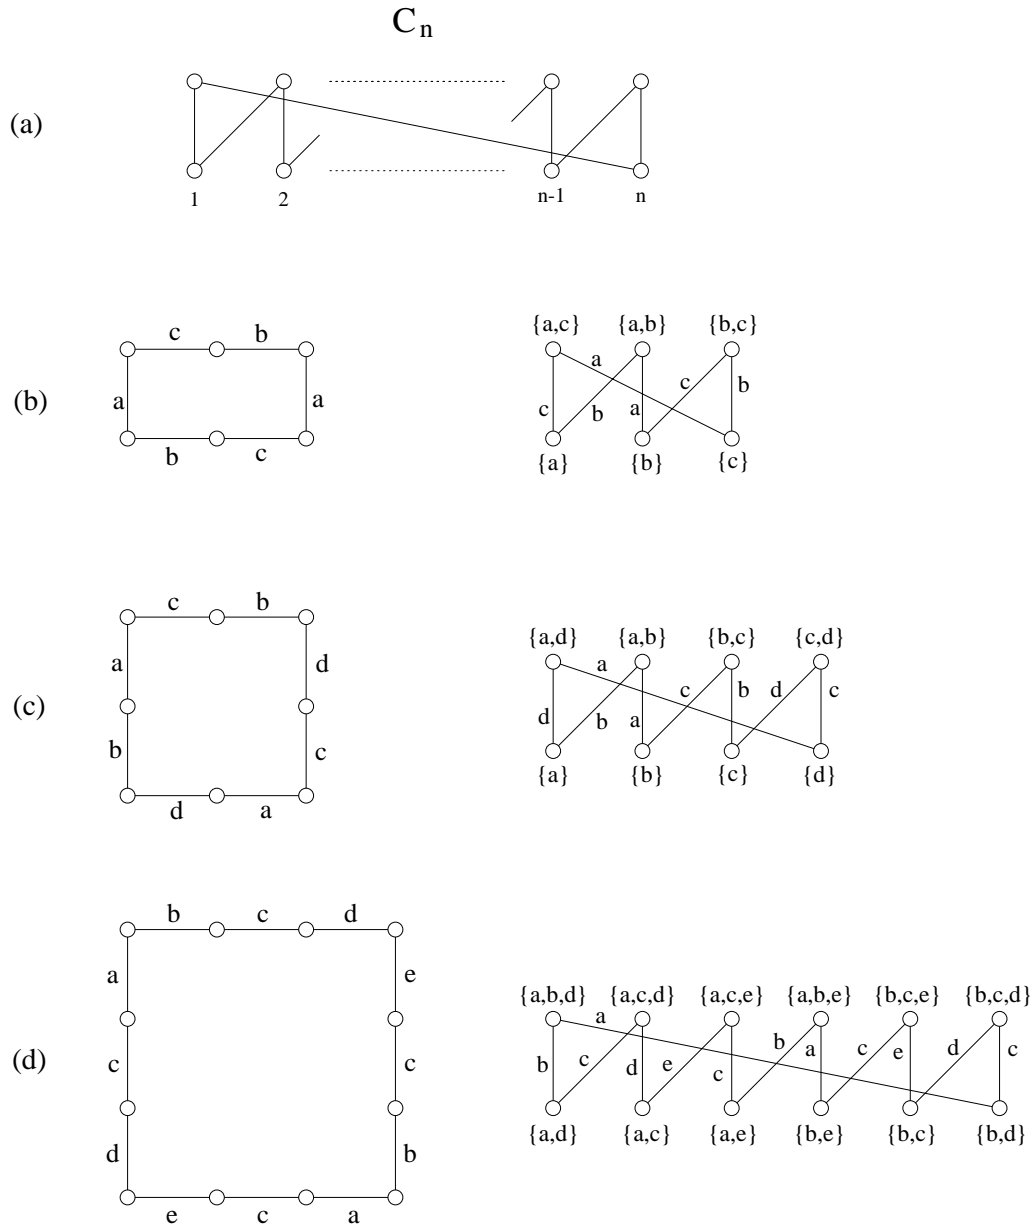 C n
(a)
1 2 n-1 n
c b {a,c} {a,b} {b,c}
a
c b
(b) a a c b a
b c {a} {b} {c}
c b {a,d} {a,b} {b,c} {c,d}
a
a d c b d c
(c) d b a
b c {a} {b} {c} {d}
d a
b c d {a,b,d} {a,c,d} {a,c,e} {a,b,e} {b,c,e} {b,c,d}
a
a e b a c e d c
(d) c c b c d e c
d b {a,d} {a,c} {a,e} {b,e} {b,c} {b,d}
e c a